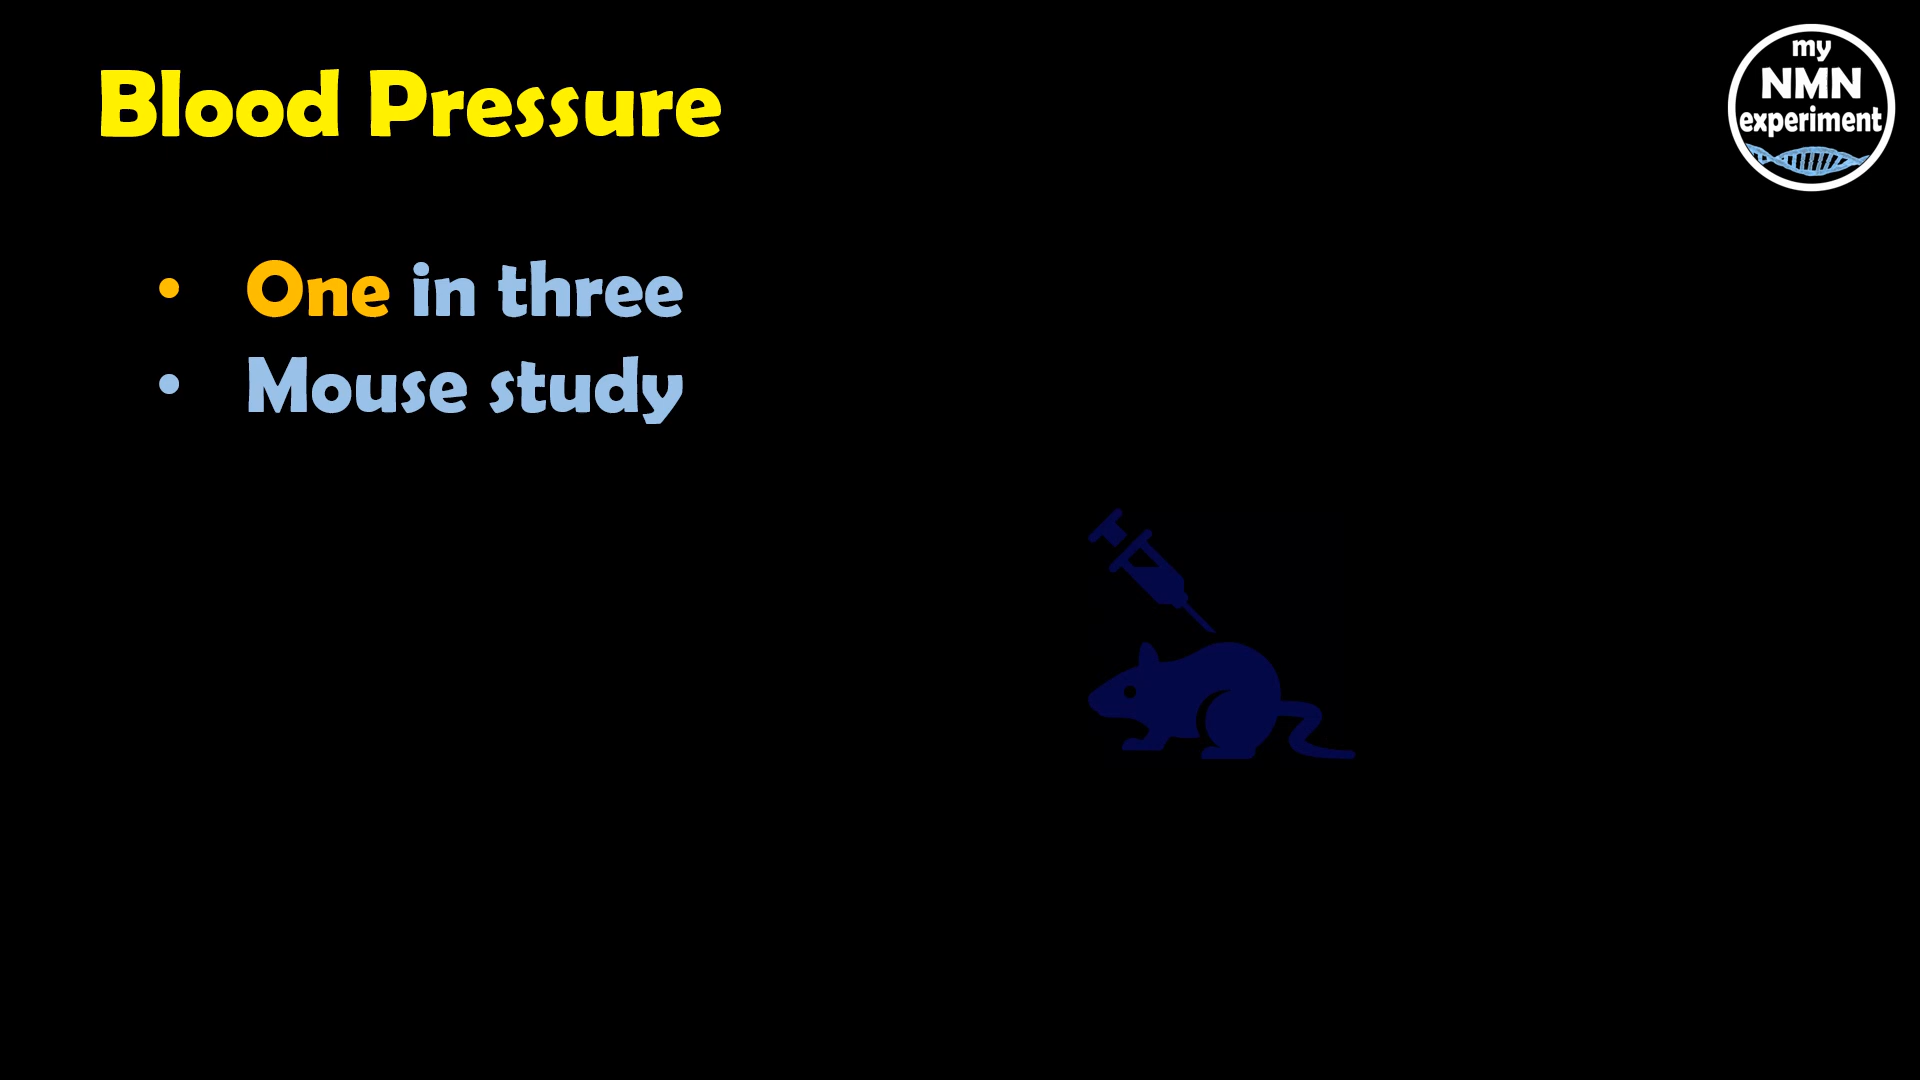 Blood Pressure
my
NMN
experiment
• One in three
• Mouse study